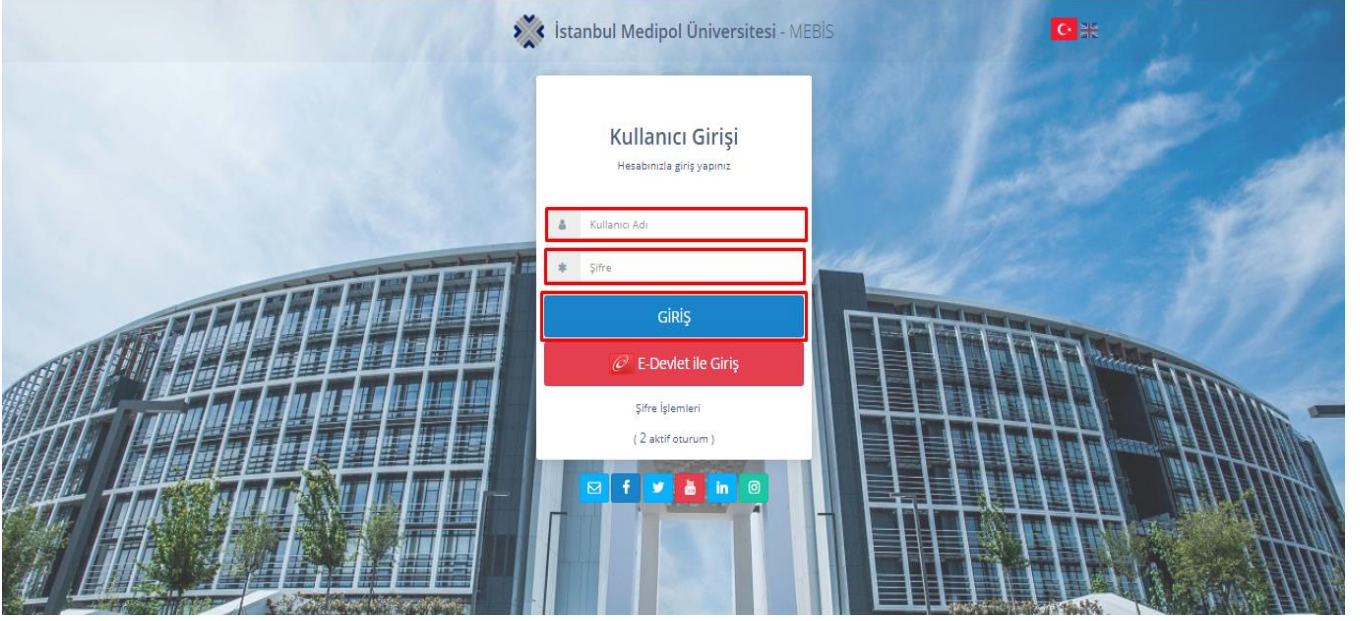 İstanbul Medipol Üniversitesi - MEBİS
Kullanıcı Girişi
Hesabınızla giriş yapınız
Kullanıcı Adı
Şifre
GİRİŞ
E-Devlet ile Giriş
Şifre İşlemleri
( 2 aktif oturum )